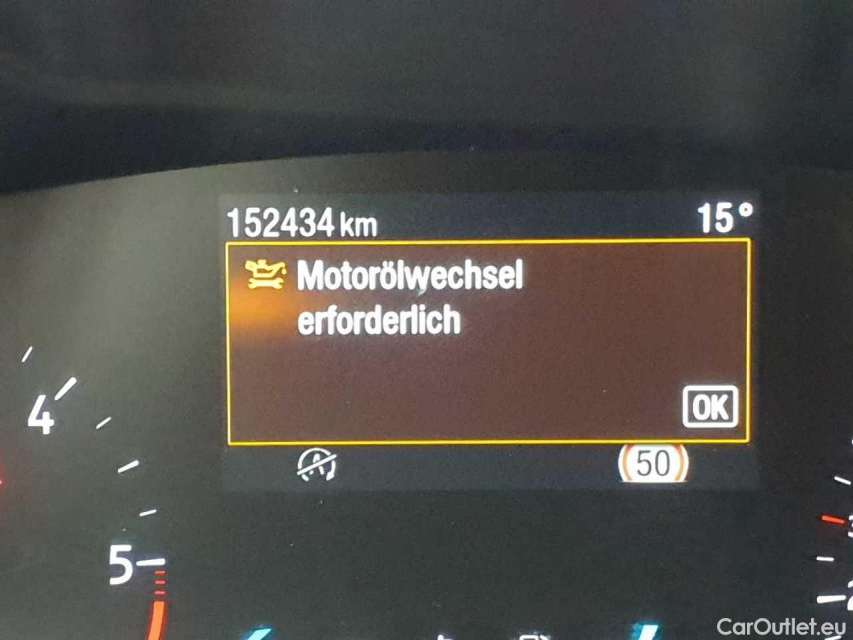 152434 km 15°
Motorölwechsel
erforderlich
OK
4
50
5
CarOutlet.eu